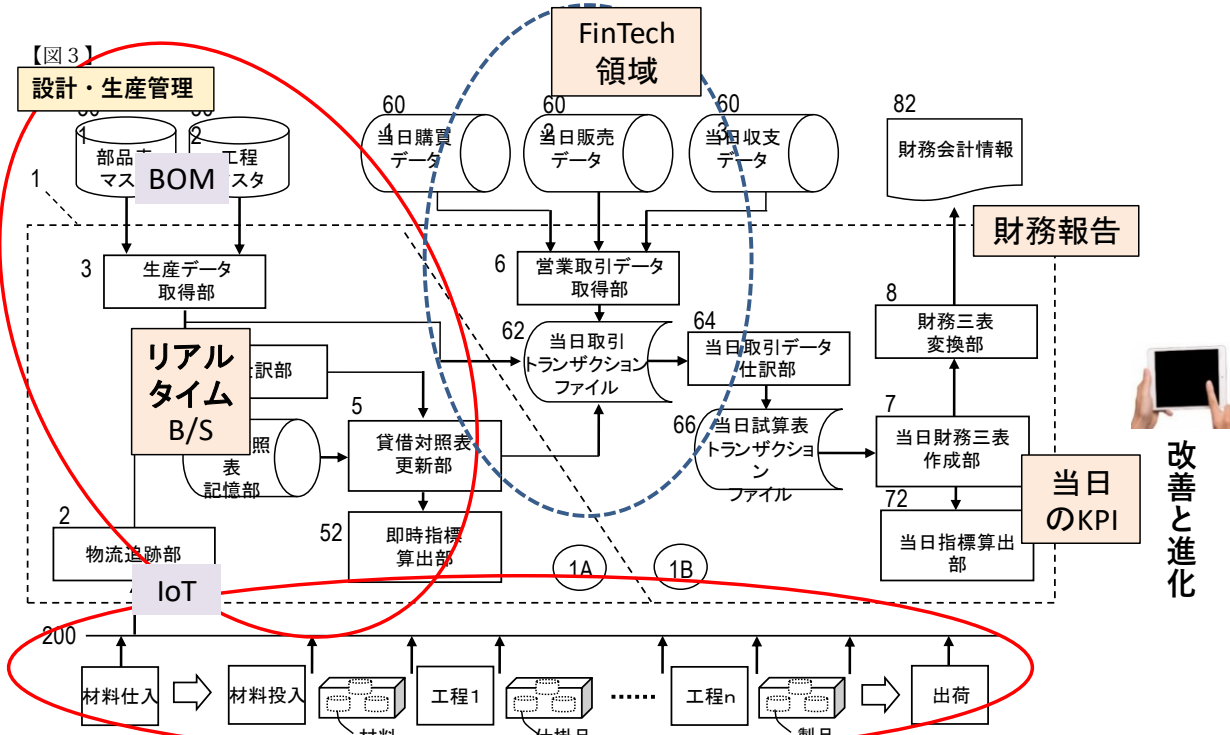 【図３】
設計・生産管理
FinTech
領域
1
2
部品
マス
工程
スタ
BOM
1
60
1
当日購買
データ
60
2
当日販売
データ
60
3
当日収支
データ
82
財務会計情報
財務報告
3
生産データ
取得部
6
営業取引データ
取得部
8
財務三表
変換部
リアル
タイム
B/S
訳部
62
当日取引
トランザクション
ファイル
64
当日取引データ
仕訳部
5
貸借対照表
更新部
照
表
記憶部
66
当日試算表
トランザクショ
ン
ファイル
7
当日財務三表
作成部
当日
のKPI
改善と進化
2
物流追跡部
52
即時指標
算出部
1A
1B
72
当日指標算出
部
IoT
200
材料仕入
材料投入
工程1
……
工程n
出荷
材料
仕掛品
製品